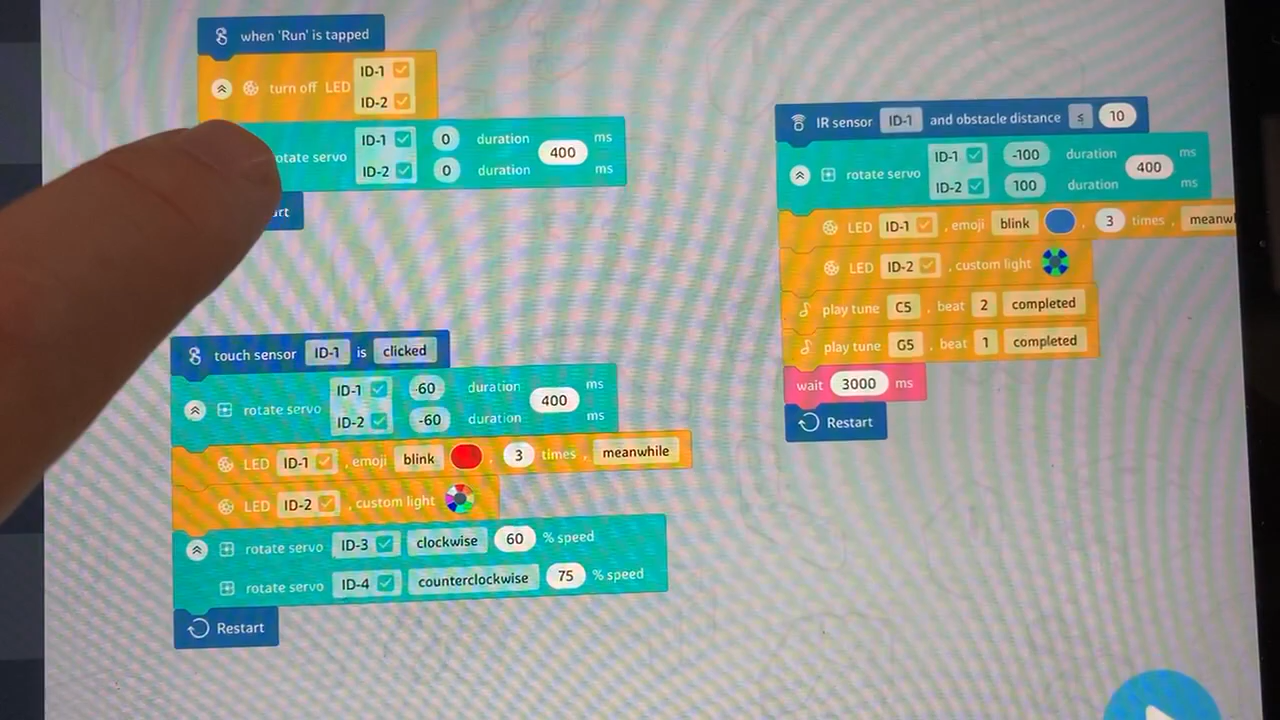 when 'Run' is tapped
turn off LED ID-1
ID-2
otate servo ID-1 0 duration 400 ms
ID-2 0 duration ms
art
touch sensor ID-1 is clicked
rotate servo ID-1 60 duration 400 ms
ID-2 -60 duration ms
LED ID-1 , emoji blink , 3 times , meanwhile
LED ID-2 , custom light
rotate servo ID-3 clockwise 60 % speed
rotate servo ID-4 counterclockwise 75 % speed
Restart
IR sensor ID-1 and obstacle distance ≤ 10
rotate servo ID-1 -100 duration 400 ms
ID-2 100 duration ms
LED ID-1 , emoji blink , 3 times , meanwl
LED ID-2 , custom light
play tune C5 , beat 2 completed
play tune G5 , beat 1 completed
wait 3000 ms
Restart